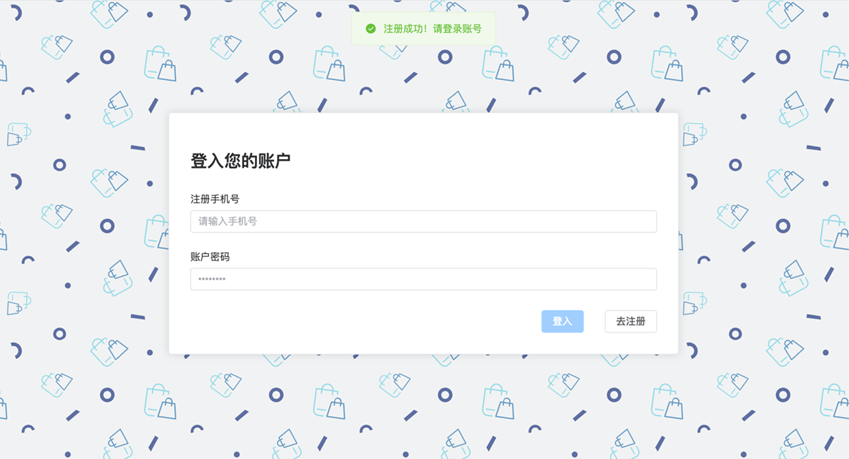 注册成功！请登录账号
登入您的账户
注册手机号
请输入手机号
账户密码
********
登入
去注册